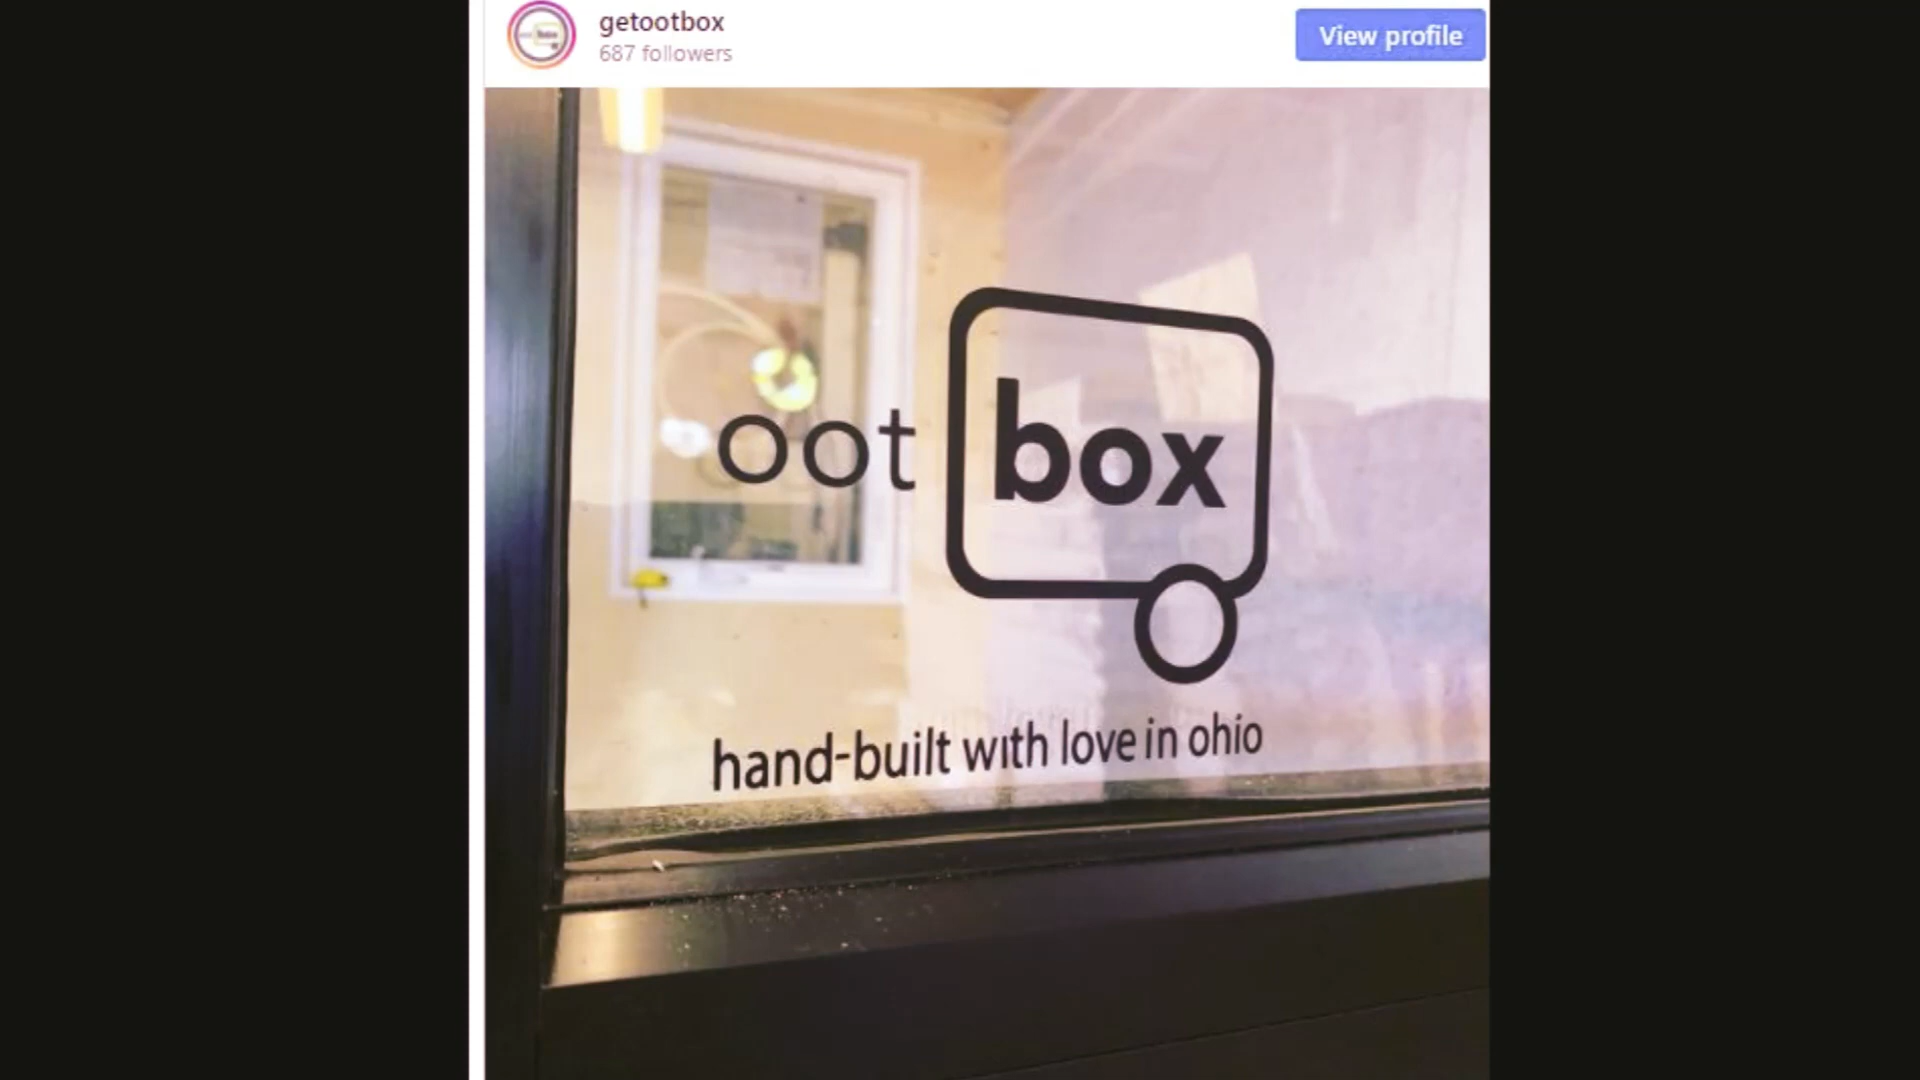 getootbox
687 followers
View profile
oot box
hand-built with love in ohio